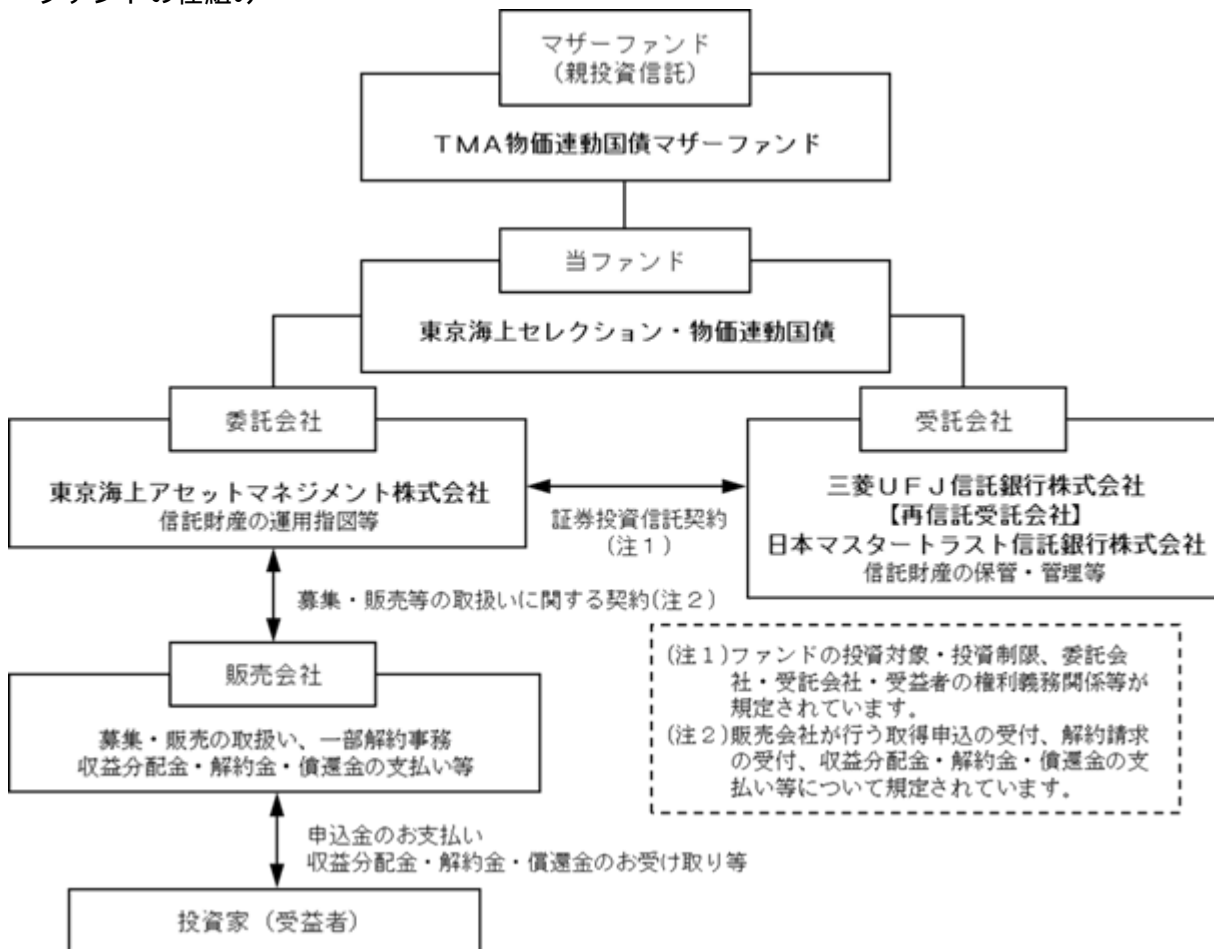 ファンドの仕組み
マザーファンド
(親投資信託)
TMA物価連動国債マザーファンド
当ファンド
東京海上セレクション・物価連動国債
委託会社
東京海上アセットマネジメント株式会社
信託財産の運用指図等
証券投資信託契約
(注1)
受託会社
三菱UFJ信託銀行株式会社
【再信託受託会社】
日本マスタートラスト信託銀行株式会社
信託財産の保管・管理等
募集・販売等の取扱いに関する契約(注2)
販売会社
募集・販売の取扱い、一部解約事務
収益分配金・解約金・償還金の支払い等
(注1)ファンドの投資対象・投資制限、委託会
社・受託会社・受益者の権利義務関係等が
規定されています。
(注2)販売会社が行う取得申込の受付、解約請求
の受付、収益分配金・解約金・償還金の支
払い等について規定されています。
申込金のお支払い
収益分配金・解約金・償還金のお受け取り等
投資家(受益者)